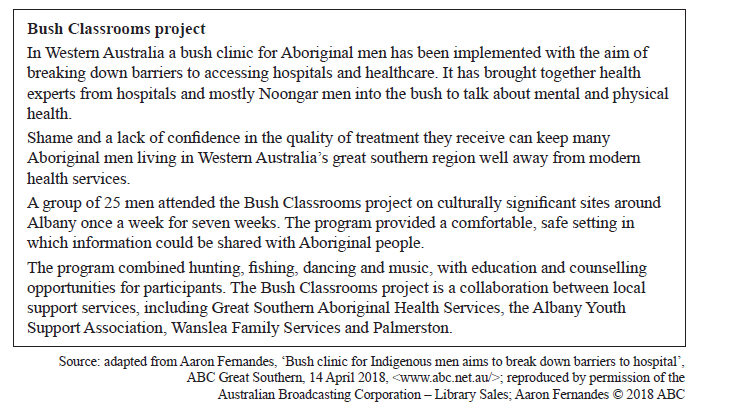 Bush Classrooms project
In Western Australia a bush clinic for Aboriginal men has been implemented with the aim of
breaking down barriers to accessing hospitals and healthcare. It has brought together health
experts from hospitals and mostly Noongar men into the bush to talk about mental and physical
health.
Shame and a lack of confidence in the quality of treatment they receive can keep many
Aboriginal men living in Western Australia’s great southern region well away from modern
health services.
A group of 25 men attended the Bush Classrooms project on culturally significant sites around
Albany once a week for seven weeks. The program provided a comfortable, safe setting in
which information could be shared with Aboriginal people.
The program combined hunting, fishing, dancing and music, with education and counselling
opportunities for participants. The Bush Classrooms project is a collaboration between local
support services, including Great Southern Aboriginal Health Services, the Albany Youth
Support Association, Wanslea Family Services and Palmerston.
Source: adapted from Aaron Fernandes, ‘Bush clinic for Indigenous men aims to break down barriers to hospital’,
ABC Great Southern, 14 April 2018, <www.abc.net.au/>; reproduced by permission of the
Australian Broadcasting Corporation – Library Sales; Aaron Fernandes © 2018 ABC